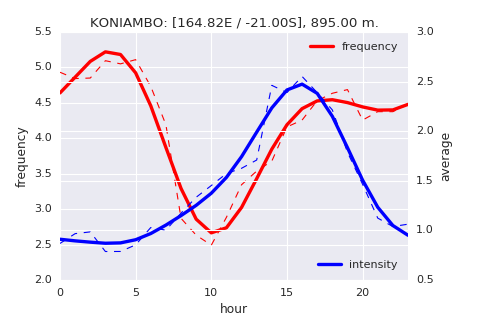 KONIAMBO: [164.82E / -21.00S], 895.00 m.
5.5
5.0
4.5
4.0
3.5
3.0
2.5
2.0
frequency
3.0
2.5
2.0
1.5
1.0
0.5
average
frequency
intensity
0 5 10 15 20
hour